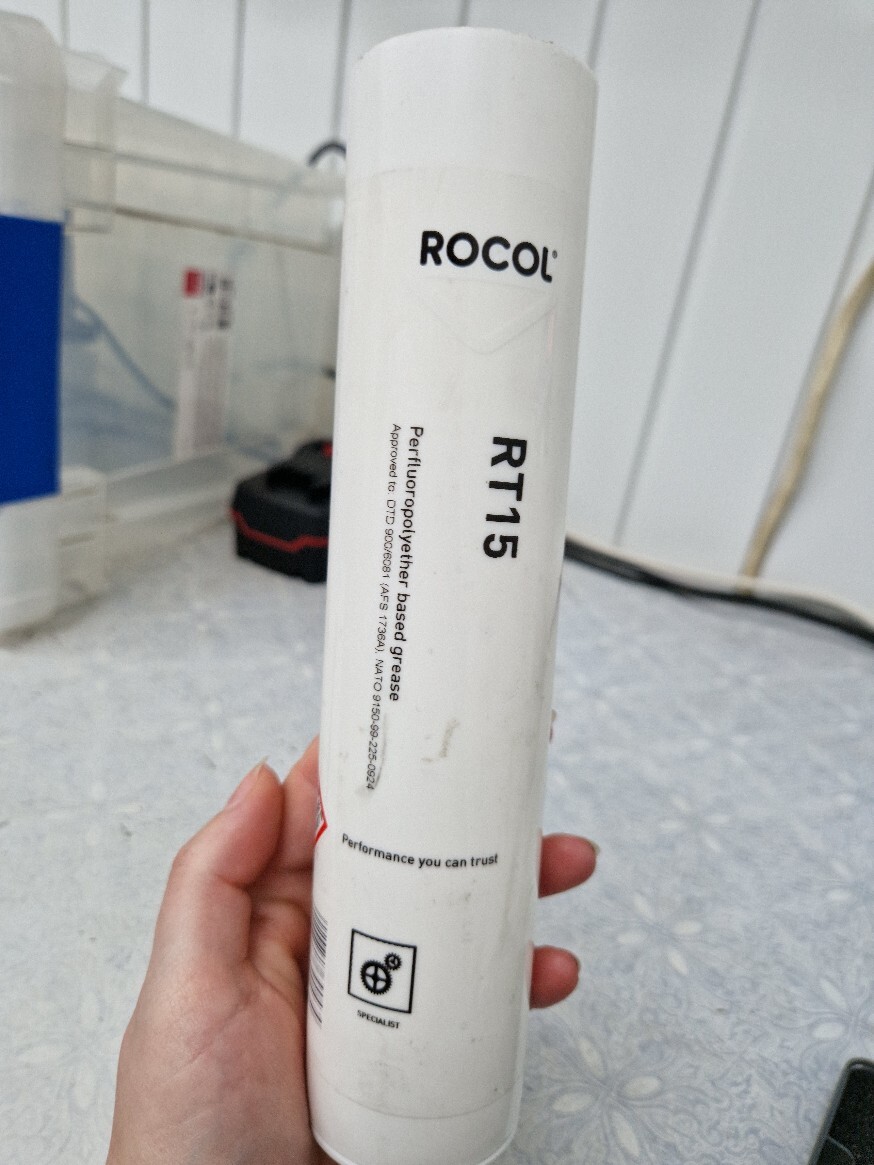 ROCOL®
RT15
Perfluoropolyether based grease
Approved to: DTD 900/6081 (AFS 1736A), NATO 9150-99-225-0924
Performance you can trust
SPECIALIST